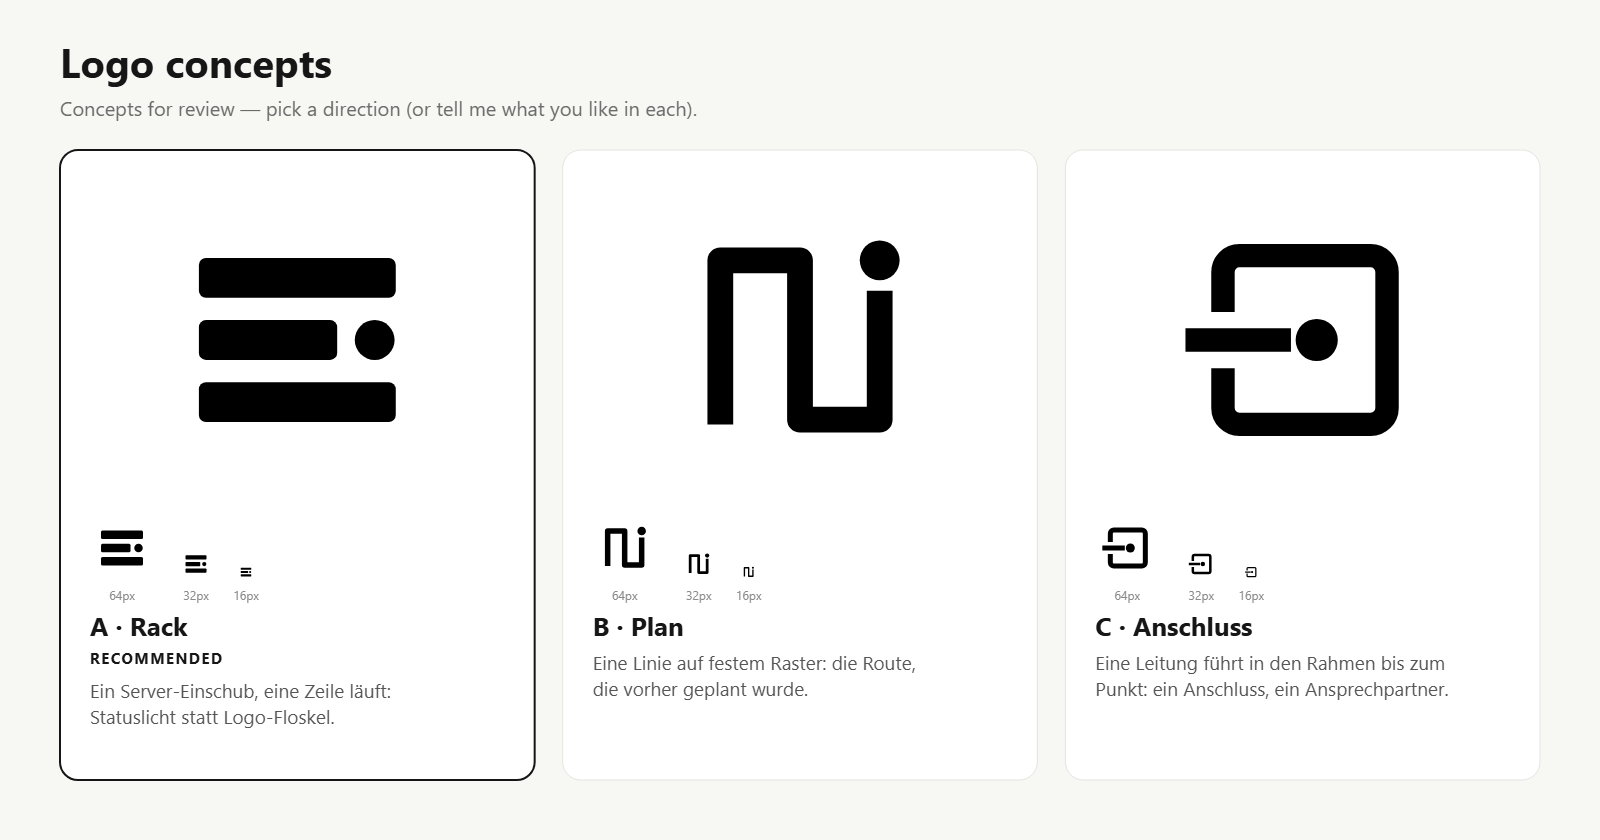 Logo concepts
Concepts for review — pick a direction (or tell me what you like in each).
64px 32px 16px
A · Rack
RECOMMENDED
Ein Server-Einschub, eine Zeile läuft:
Statuslicht statt Logo-Floskel.
64px 32px 16px
B · Plan
Eine Linie auf festem Raster: die Route,
die vorher geplant wurde.
64px 32px 16px
C · Anschluss
Eine Leitung führt in den Rahmen bis zum
Punkt: ein Anschluss, ein Ansprechpartner.